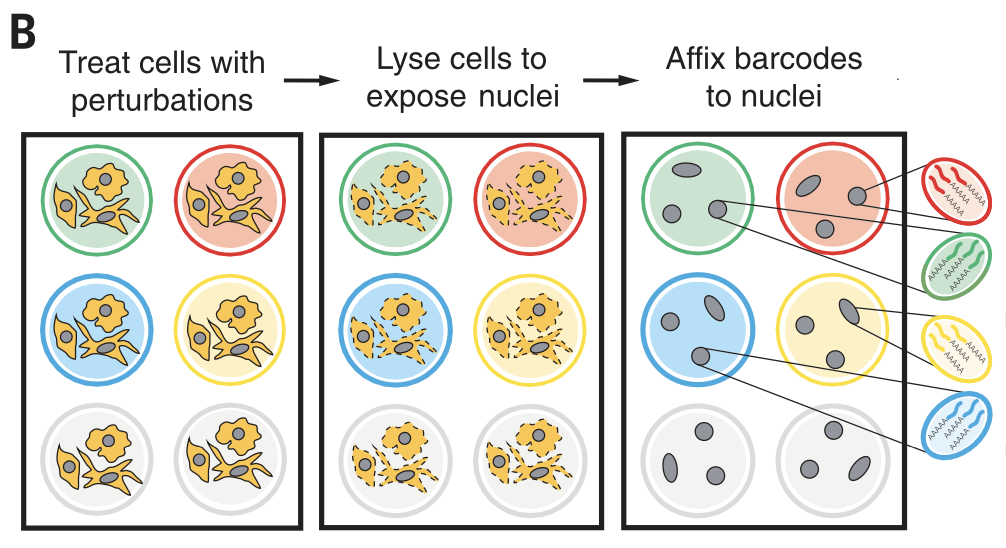 B
Treat cells with
perturbations
Lyse cells to
expose nuclei
Affix barcodes
to nuclei
AAAAA
AAAAA
AAAAA
AAAAA
AAAAA
AAAAA
AAAAA
AAAAA
AAAAA
AAAAA
AAAAA
AAAAA